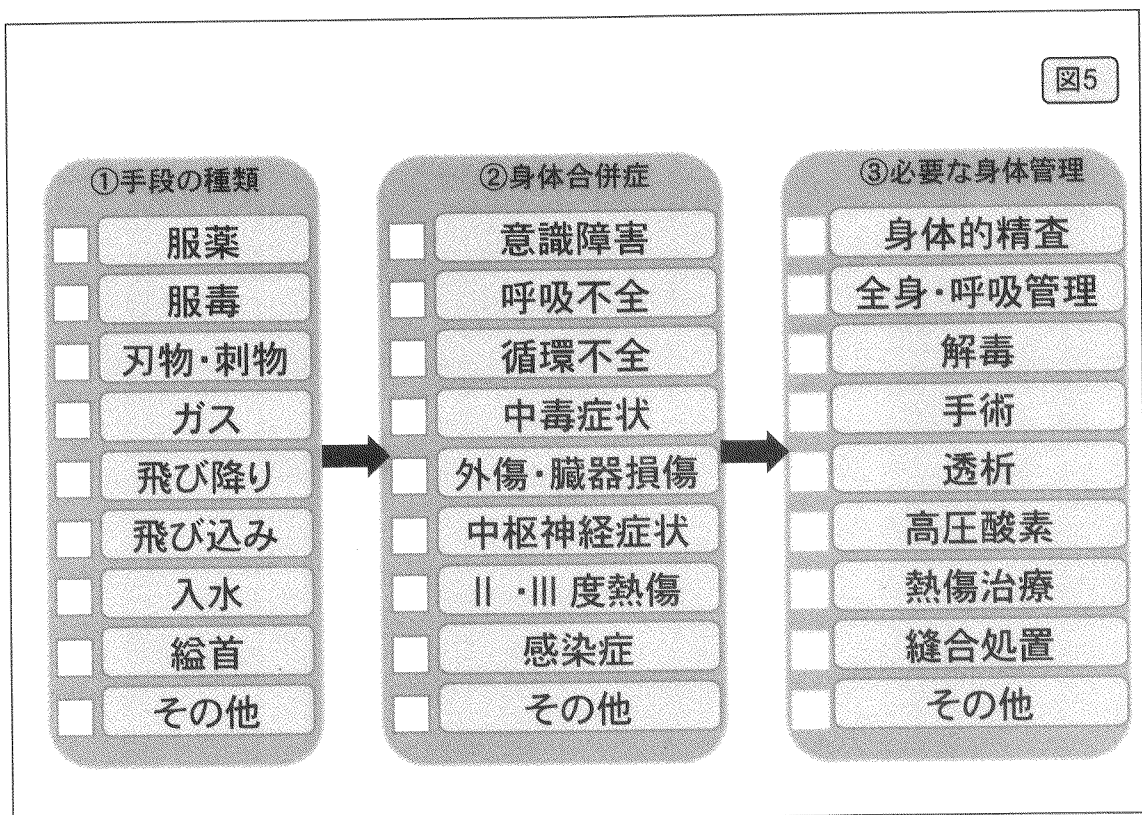 図5
①手段の種類
服薬
服毒
刃物・刺物
ガス
飛び降り
飛び込み
入水
縊首
その他
②身体合併症
意識障害
呼吸不全
循環不全
中毒症状
外傷・臓器損傷
中枢神経症状
Ⅱ・Ⅲ度熱傷
感染症
その他
③必要な身体管理
身体的精査
全身・呼吸管理
解毒
手術
透析
高圧酸素
熱傷治療
縫合処置
その他